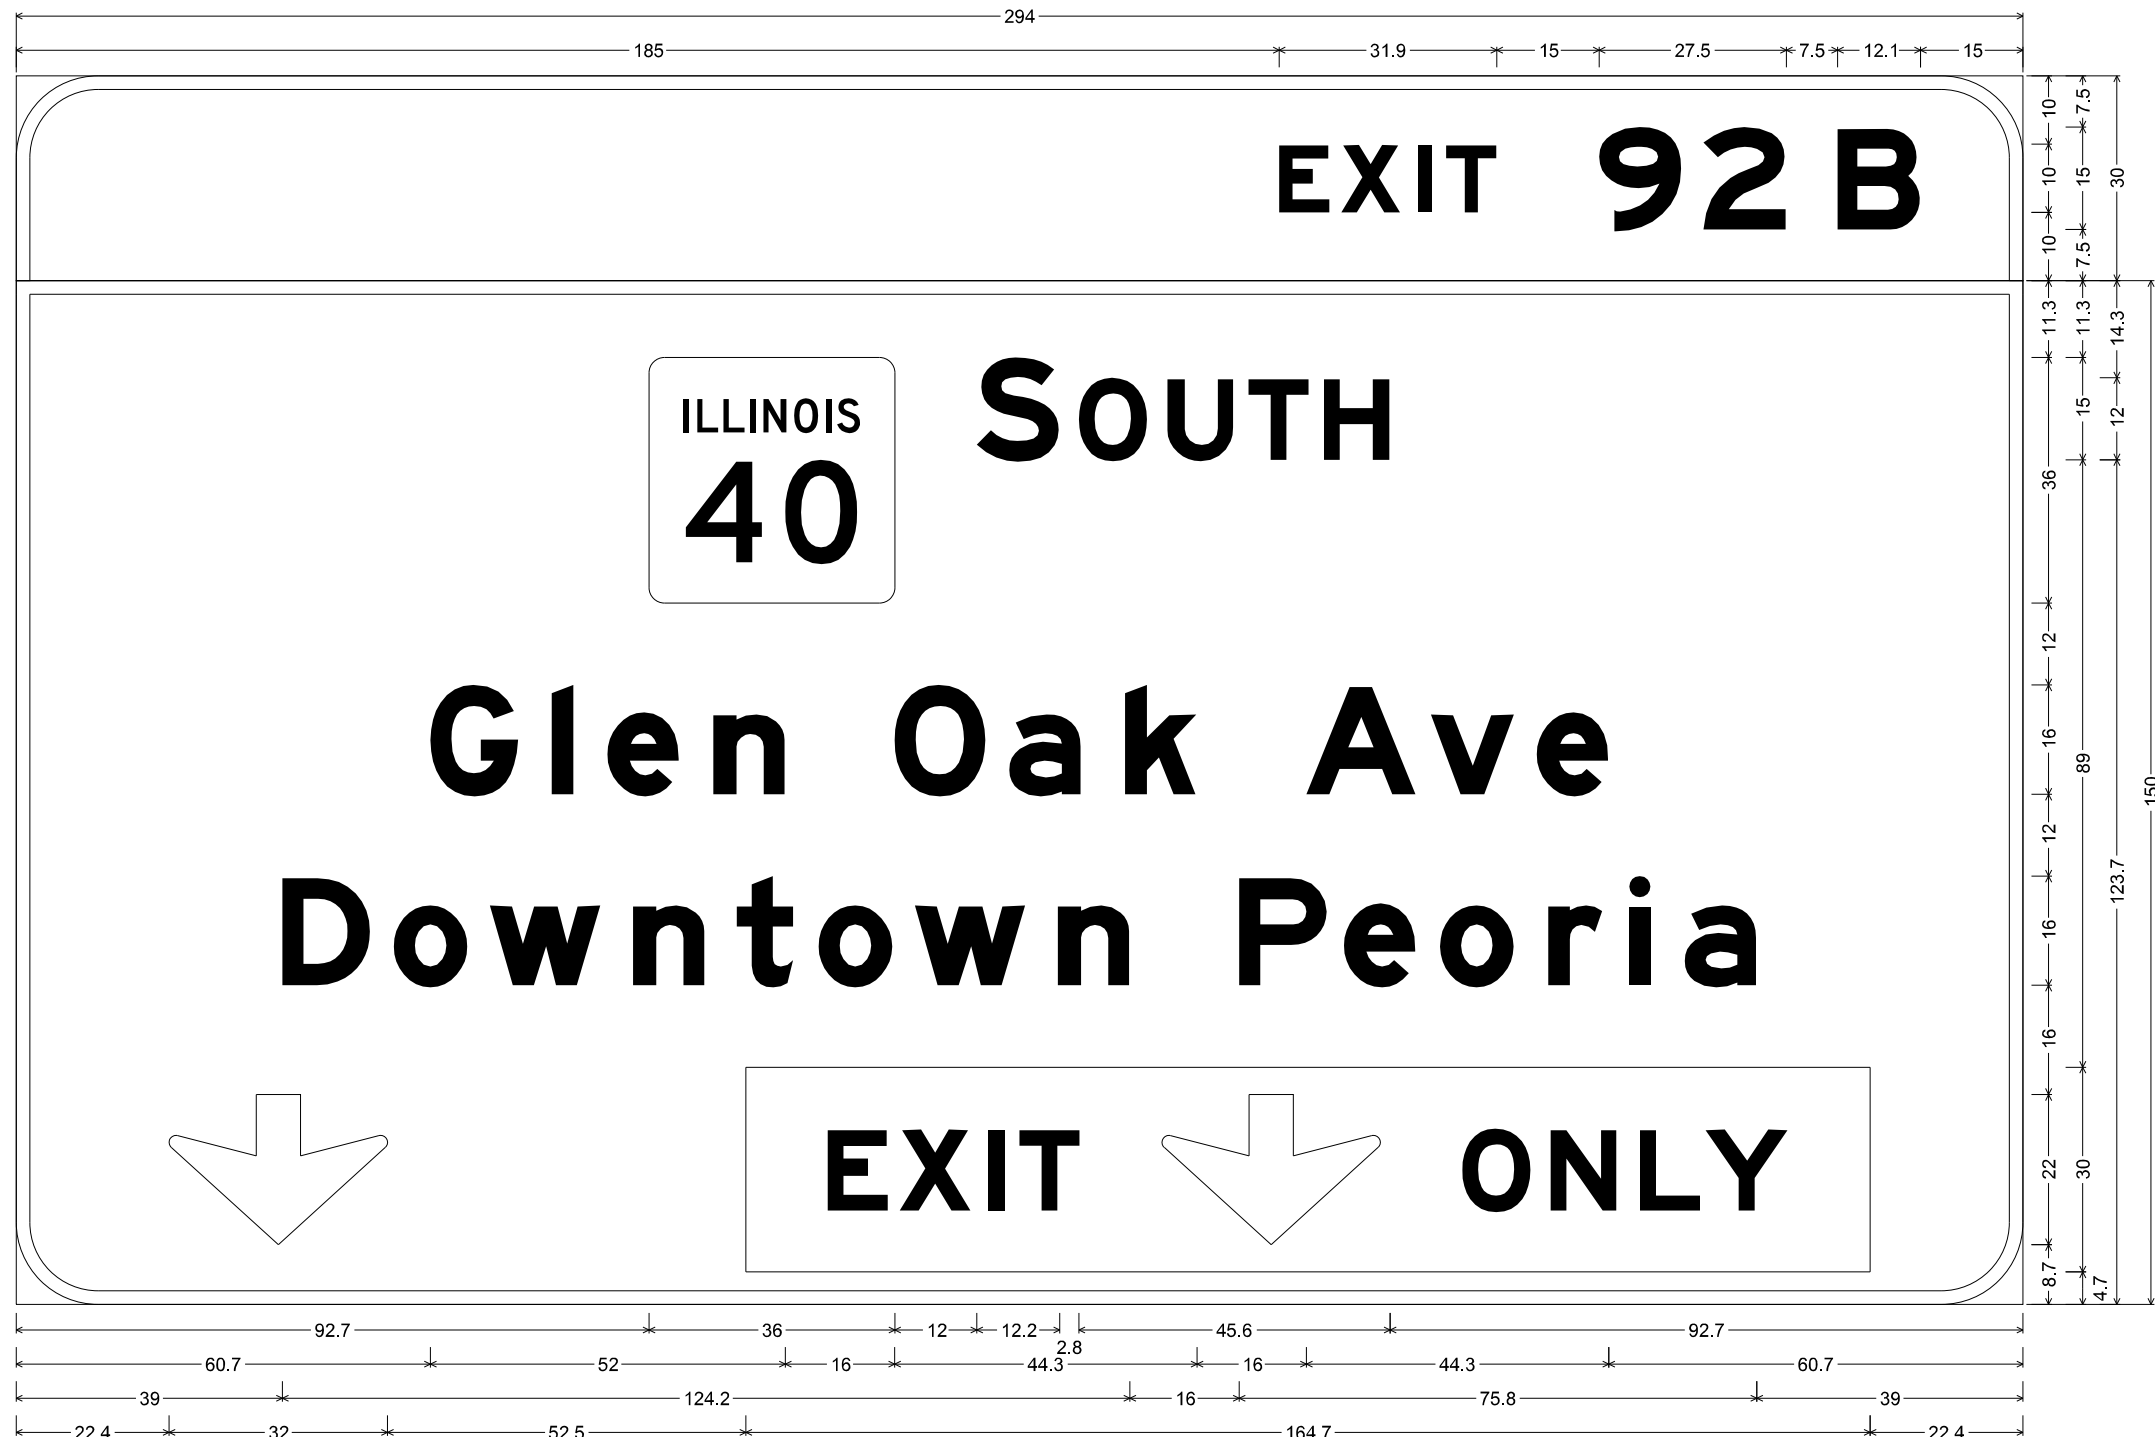 294
185 31.9 15 27.5 7.5 12.1 15
EXIT 92 B
10 10 10
7.5 15 7.5
30
ILLINOIS
40
SOUTH
Glen Oak Ave
Downtown Peoria
EXIT ONLY
11.3 36 12 16 12 16 16 22 8.7
11.3 15 89 30 4.7
14.3 12 123.7
150
92.7 36 12 12.2 2.8 45.6 92.7
60.7 52 16 44.3 16 44.3 60.7
39 124.2 16 75.8 39
22.4 32 52.5 164.7 22.4